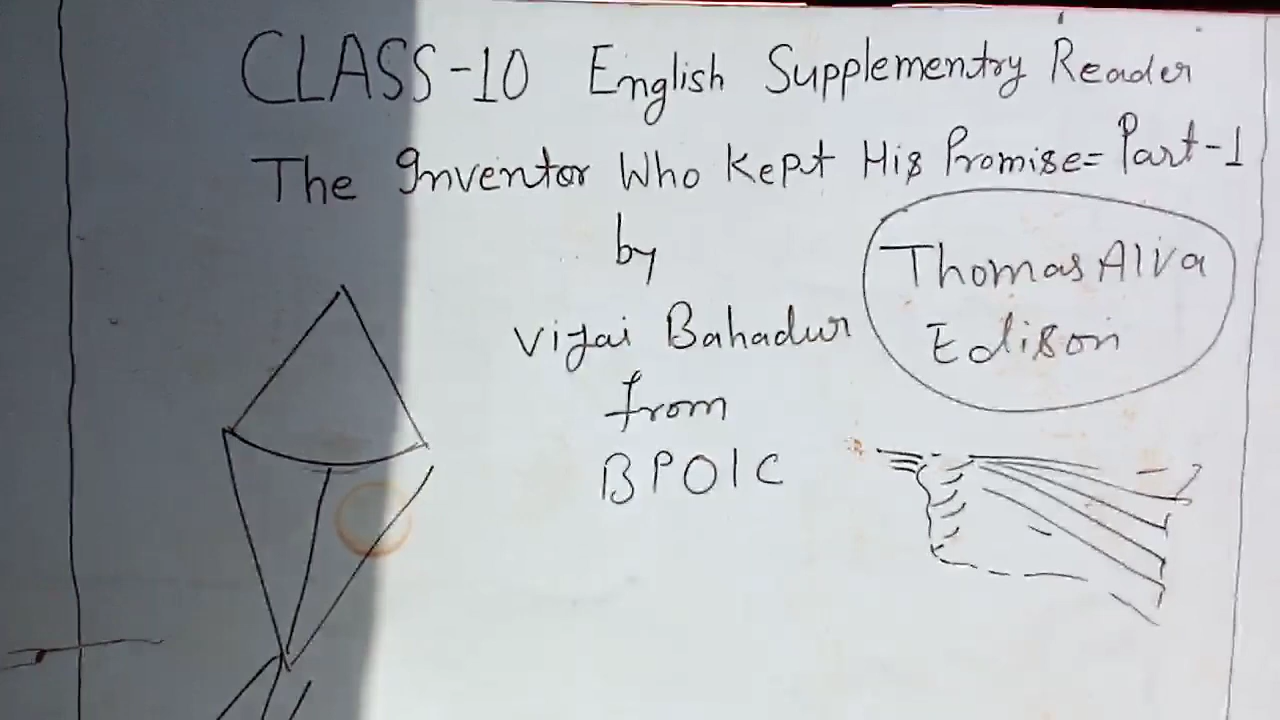 CLASS-10 English Supplementry Reader
The Inventor Who Kept His Promise= Part-1
by
Vijai Bahadur
from
BPOIC
Thomas Alva
Edison